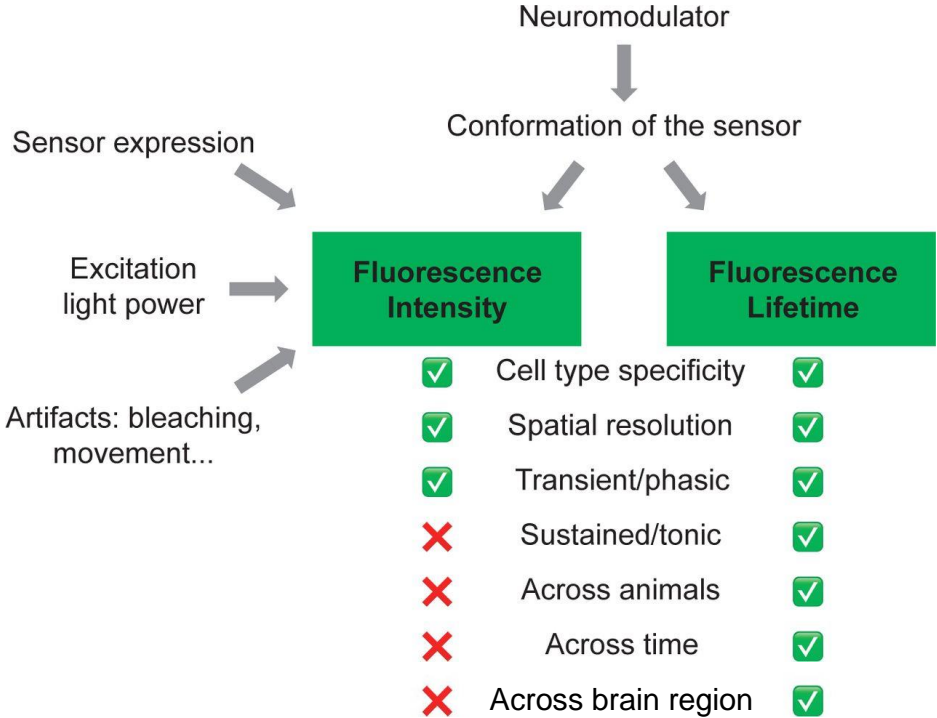 Neuromodulator
Conformation of the sensor
Sensor expression
Excitation
light power
Artifacts: bleaching,
movement...
Fluorescence
Intensity
Fluorescence
Lifetime
Cell type specificity
Spatial resolution
Transient/phasic
Sustained/tonic
Across animals
Across time
Across brain region